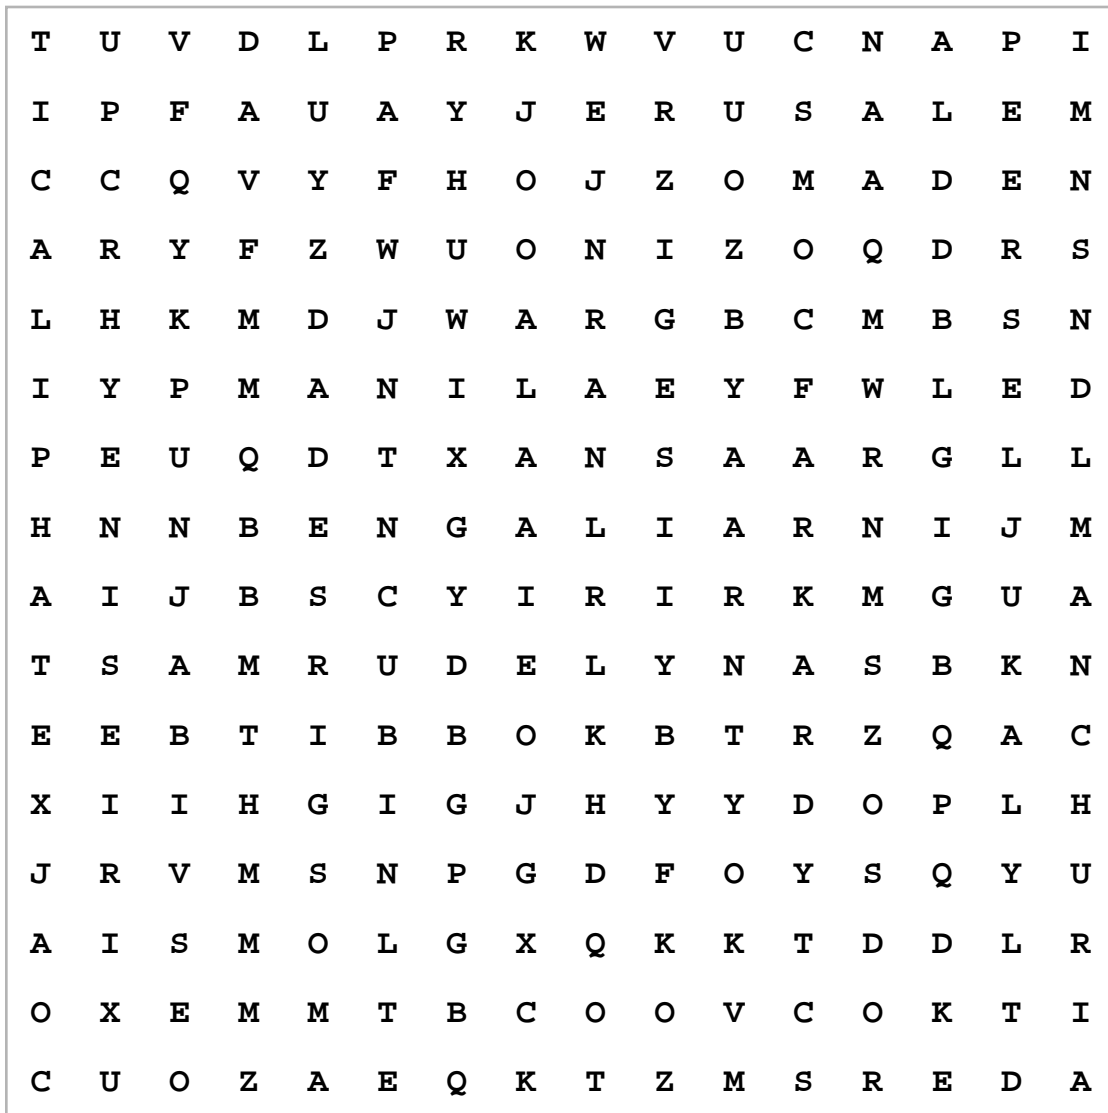 T U V D L P R K W V U C N A P I
I P F A U A Y J E R U S A L E M
C C Q V Y F H O J Z O M A D E N
A R Y F Z W U O N I Z O Q D R S
L H K M D J W A R G B C M B S N
I Y P M A N I L A E Y F W L E D
P E U Q D T X A N S A A R G L L
H N N B E N G A L I A R N I J M
A I J B S C Y I R I R K M G U A
T S A M R U D E L Y N A S B K N
E E B T I B B O K B T R Z Q A C
X I I H G I G J H Y Y D O P L H
J R V M S N P G D F O Y S Q Y U
A I S M O L G X Q K K T D D L R
O X E M M T B C O O V C O K T I
C U O Z A E Q K T Z M S R E D A